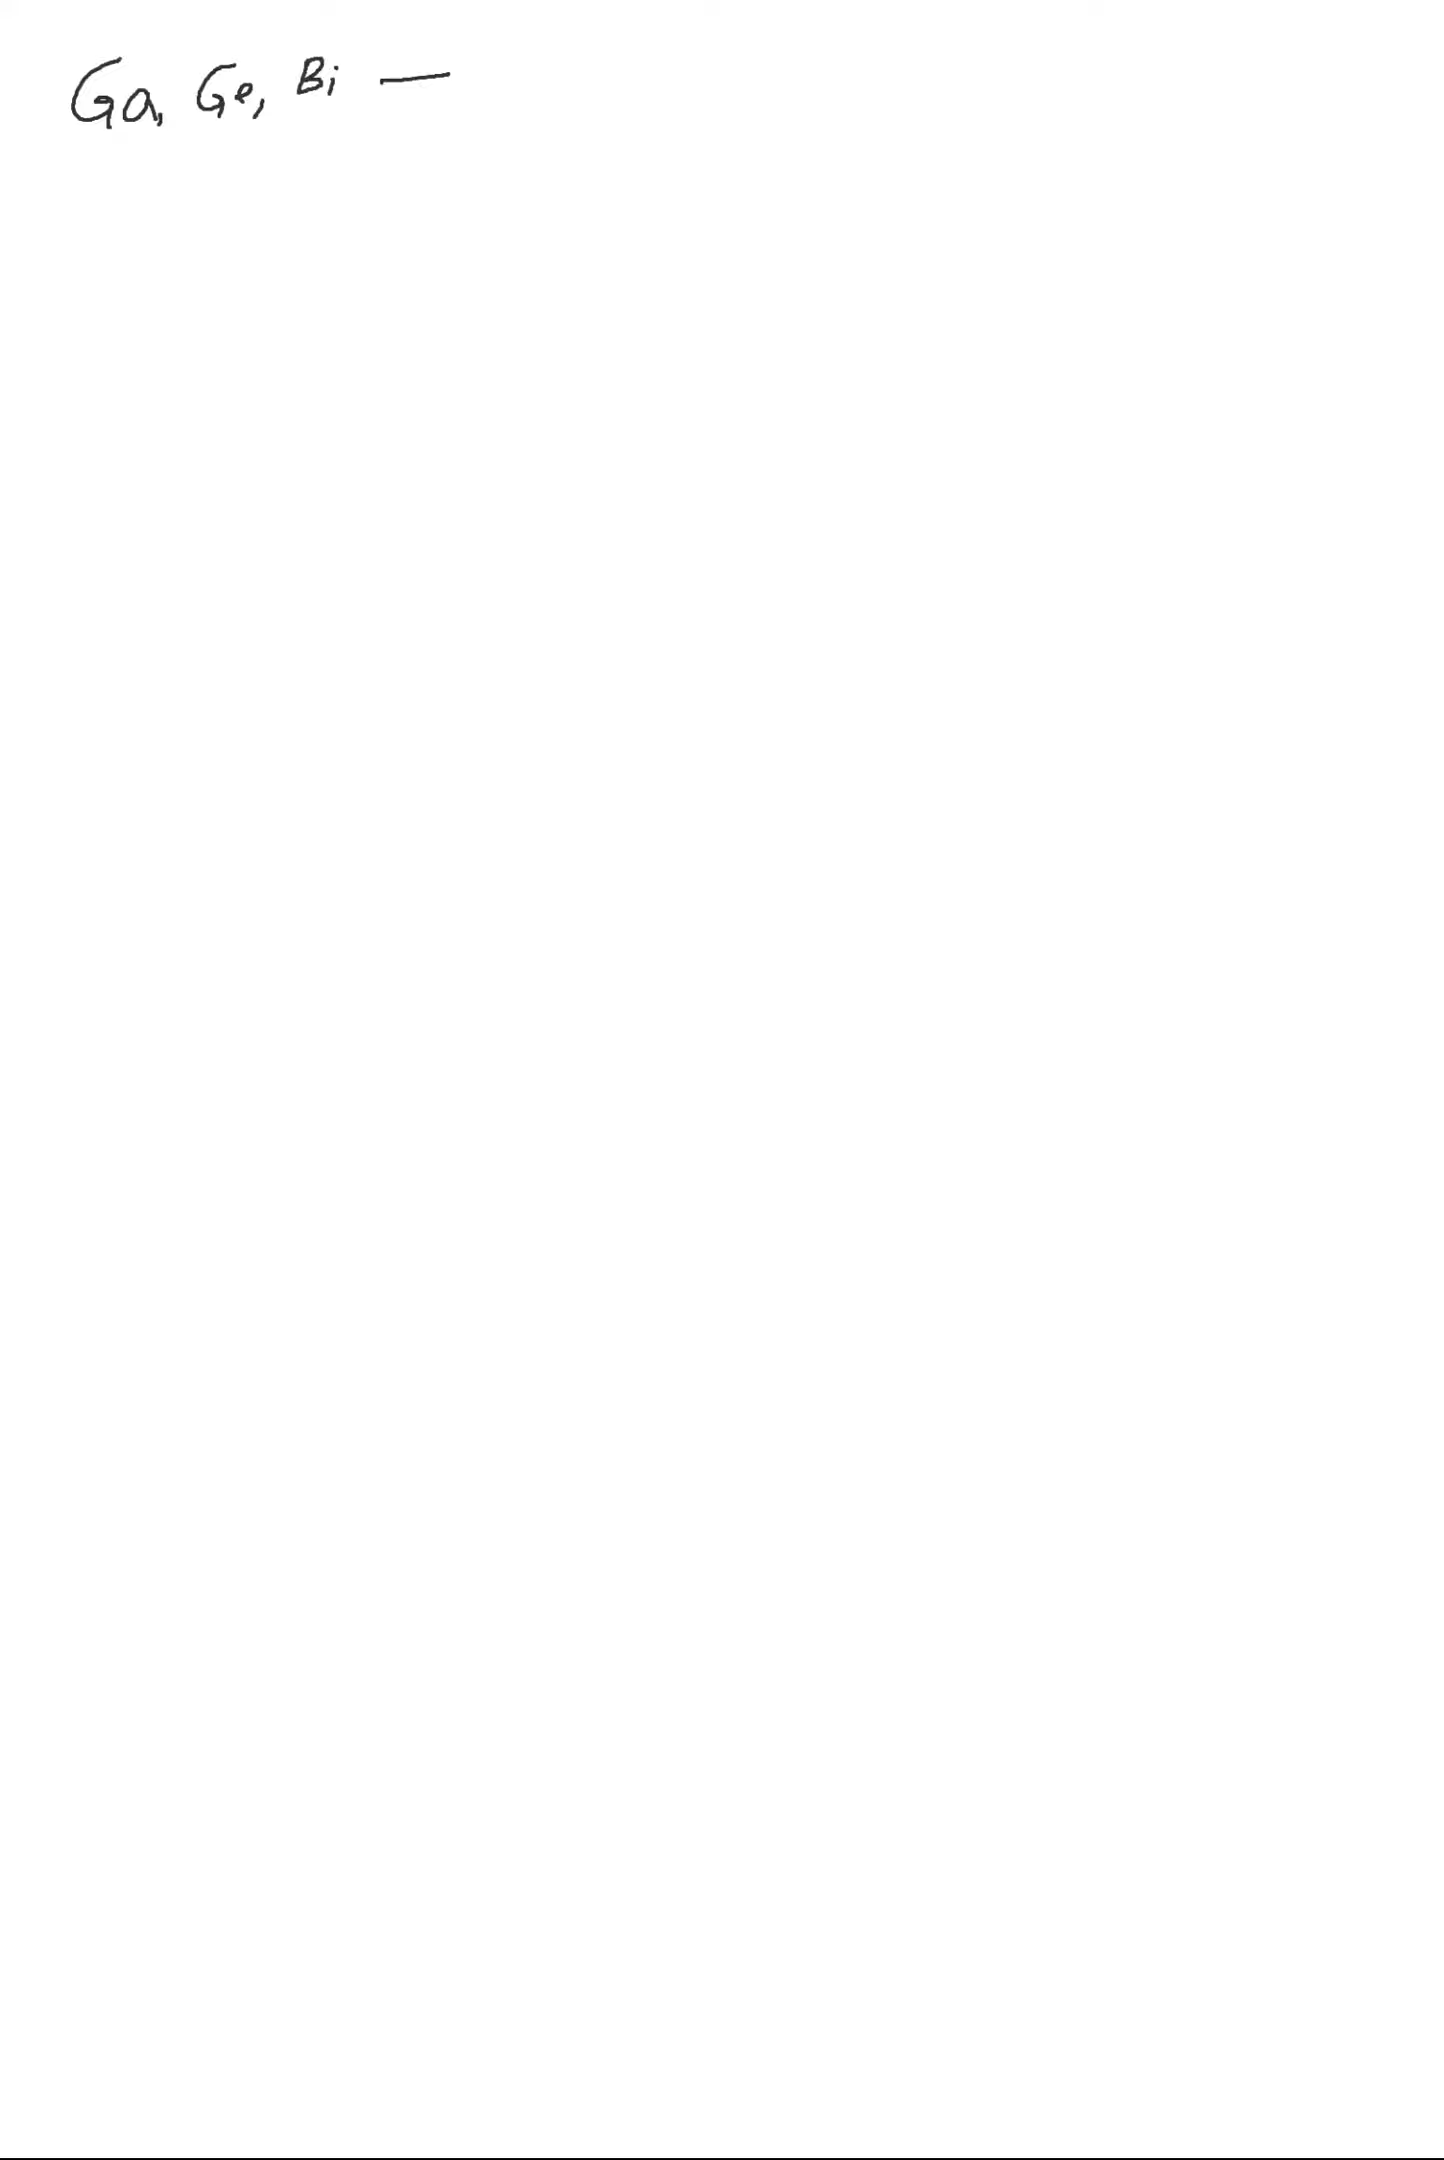 Ga, Ge, Bi —